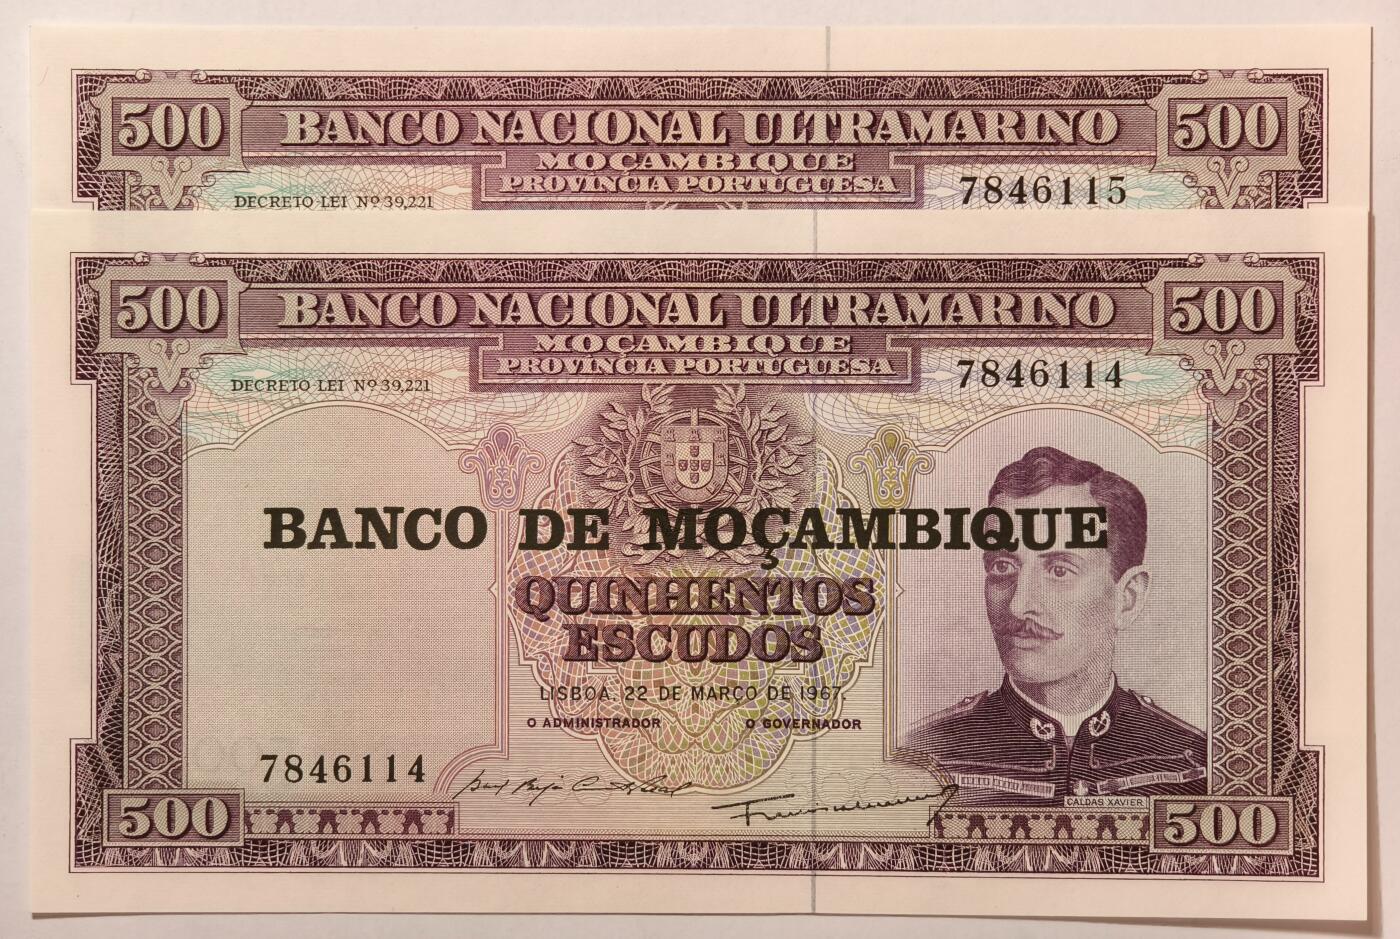 500 BANCO NACIONAL ULTRAMARINO 500
MOÇAMBIQUE
PROVINCIA PORTUGUESA
DECRETO LEI Nº 39,221
7846115
500 BANCO NACIONAL ULTRAMARINO 500
MOÇAMBIQUE
PROVINCIA PORTUGUESA
DECRETO LEI Nº 39,221
7846114
BANCO DE MOÇAMBIQUE
QUINHENTOS
ESCUDOS
LISBOA, 22 DE MARÇO DE 1967.
O ADMINISTRADOR O GOVERNADOR
7846114
CALDAS XAVIER
500 500